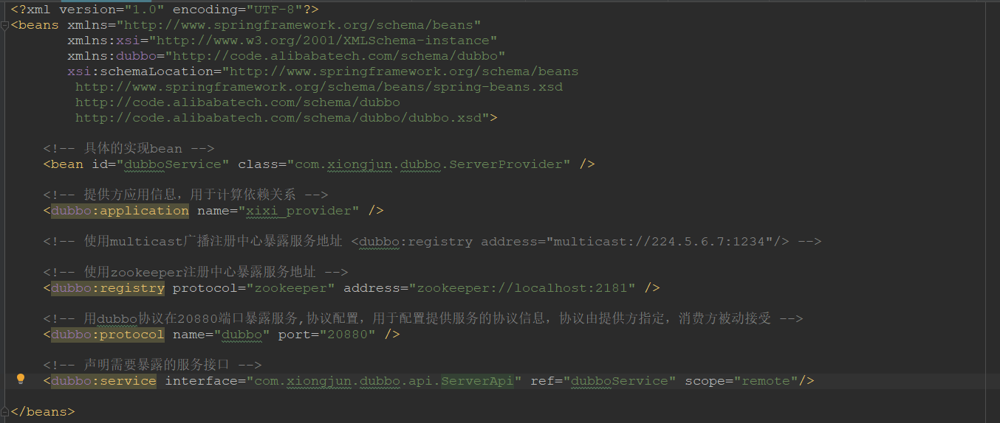 <?xml version="1.0" encoding="UTF-8"?>
<beans xmlns="http://www.springframework.org/schema/beans"
xmlns:xsi="http://www.w3.org/2001/XMLSchema-instance"
xmlns:dubbo="http://code.alibabatech.com/schema/dubbo"
xsi:schemaLocation="http://www.springframework.org/schema/beans
http://www.springframework.org/schema/beans/spring-beans.xsd
http://code.alibabatech.com/schema/dubbo
http://code.alibabatech.com/schema/dubbo/dubbo.xsd">
<!-- 具体的实现bean -->
<bean id="dubboService" class="com.xiongjun.dubbo.ServerProvider" />
<!-- 提供方应用信息，用于计算依赖关系 -->
<dubbo:application name="xixi_provider" />
<!-- 使用multicast广播注册中心暴露服务地址 <dubbo:registry address="multicast://224.5.6.7:1234"/> -->
<!-- 使用zookeeper注册中心暴露服务地址 -->
<dubbo:registry protocol="zookeeper" address="zookeeper://localhost:2181" />
<!-- 用dubbo协议在20880端口暴露服务,协议配置，用于配置提供服务的协议信息，协议由提供方指定，消费方被动接受 -->
<dubbo:protocol name="dubbo" port="20880" />
<!-- 声明需要暴露的服务接口 -->
<dubbo:service interface="com.xiongjun.dubbo.api.ServerApi" ref="dubboService" scope="remote"/>
</beans>